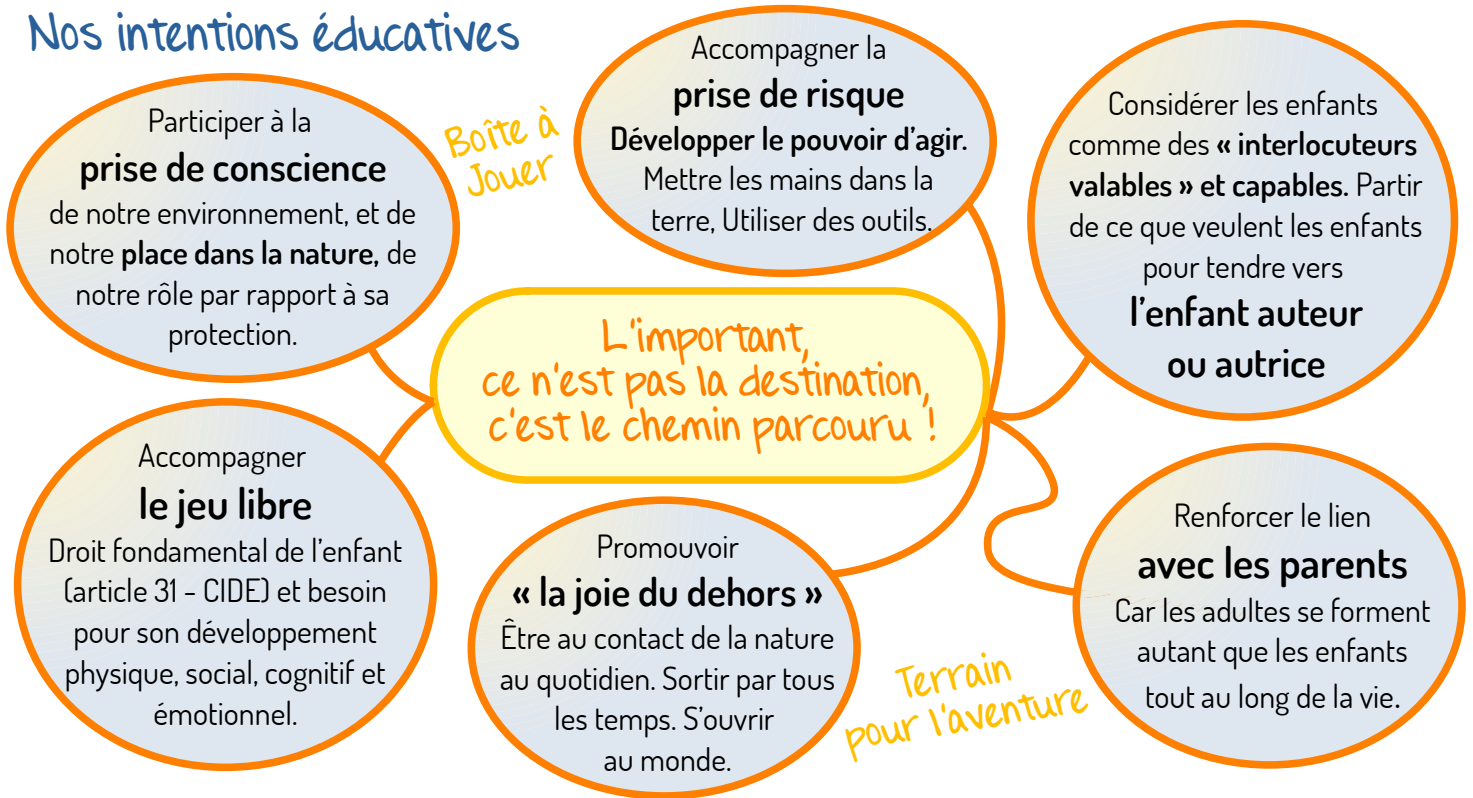 Nos intentions éducatives
Participer à la
prise de conscience
de notre environnement, et de
notre place dans la nature, de
notre rôle par rapport à sa
protection.
Boîte à
Jouer
Accompagner la
prise de risque
Développer le pouvoir d'agir.
Mettre les mains dans la
terre, Utiliser des outils.
Considérer les enfants
comme des « interlocuteurs
valables » et capables. Partir
de ce que veulent les enfants
pour tendre vers
l'enfant auteur
ou autrice
L'important,
ce n'est pas la destination,
c'est le chemin parcouru !
Accompagner
le jeu libre
Droit fondamental de l'enfant
(article 31 - CIDE) et besoin
pour son développement
physique, social, cognitif et
émotionnel.
Promouvoir
« la joie du dehors »
Être au contact de la nature
au quotidien. Sortir par tous
les temps. S'ouvrir
au monde.
Terrain
pour l'aventure
Renforcer le lien
avec les parents
Car les adultes se forment
autant que les enfants
tout au long de la vie.